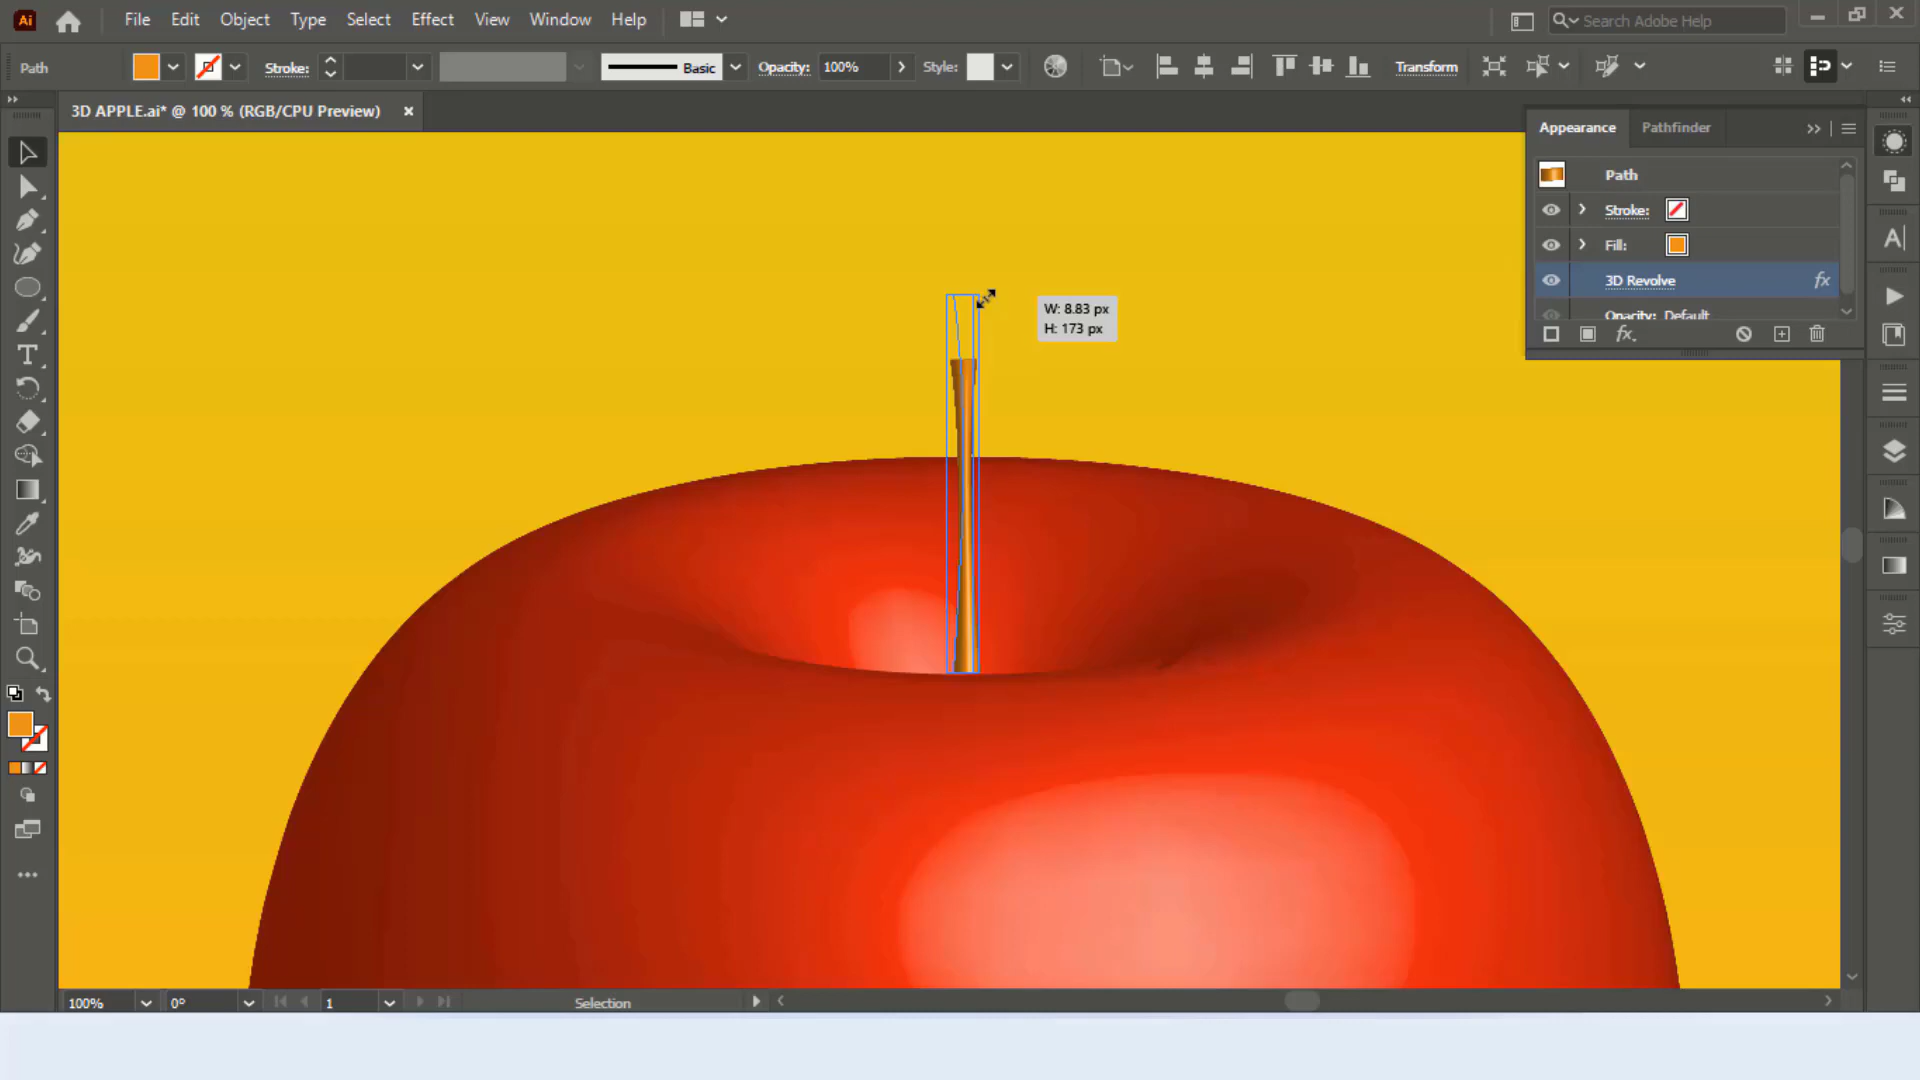 Ai File Edit Object Type Select Effect View Window Help Search Adobe Help
Path Stroke: Basic Opacity: 100% Style: Transform
3D APPLE.ai* @ 100 % (RGB/CPU Preview) ×
Appearance Pathfinder
Path
Stroke:
Fill:
3D Revolve fx
Opacity: Default
fx.
W: 8.83 px
H: 173 px
100% 0° 1 Selection